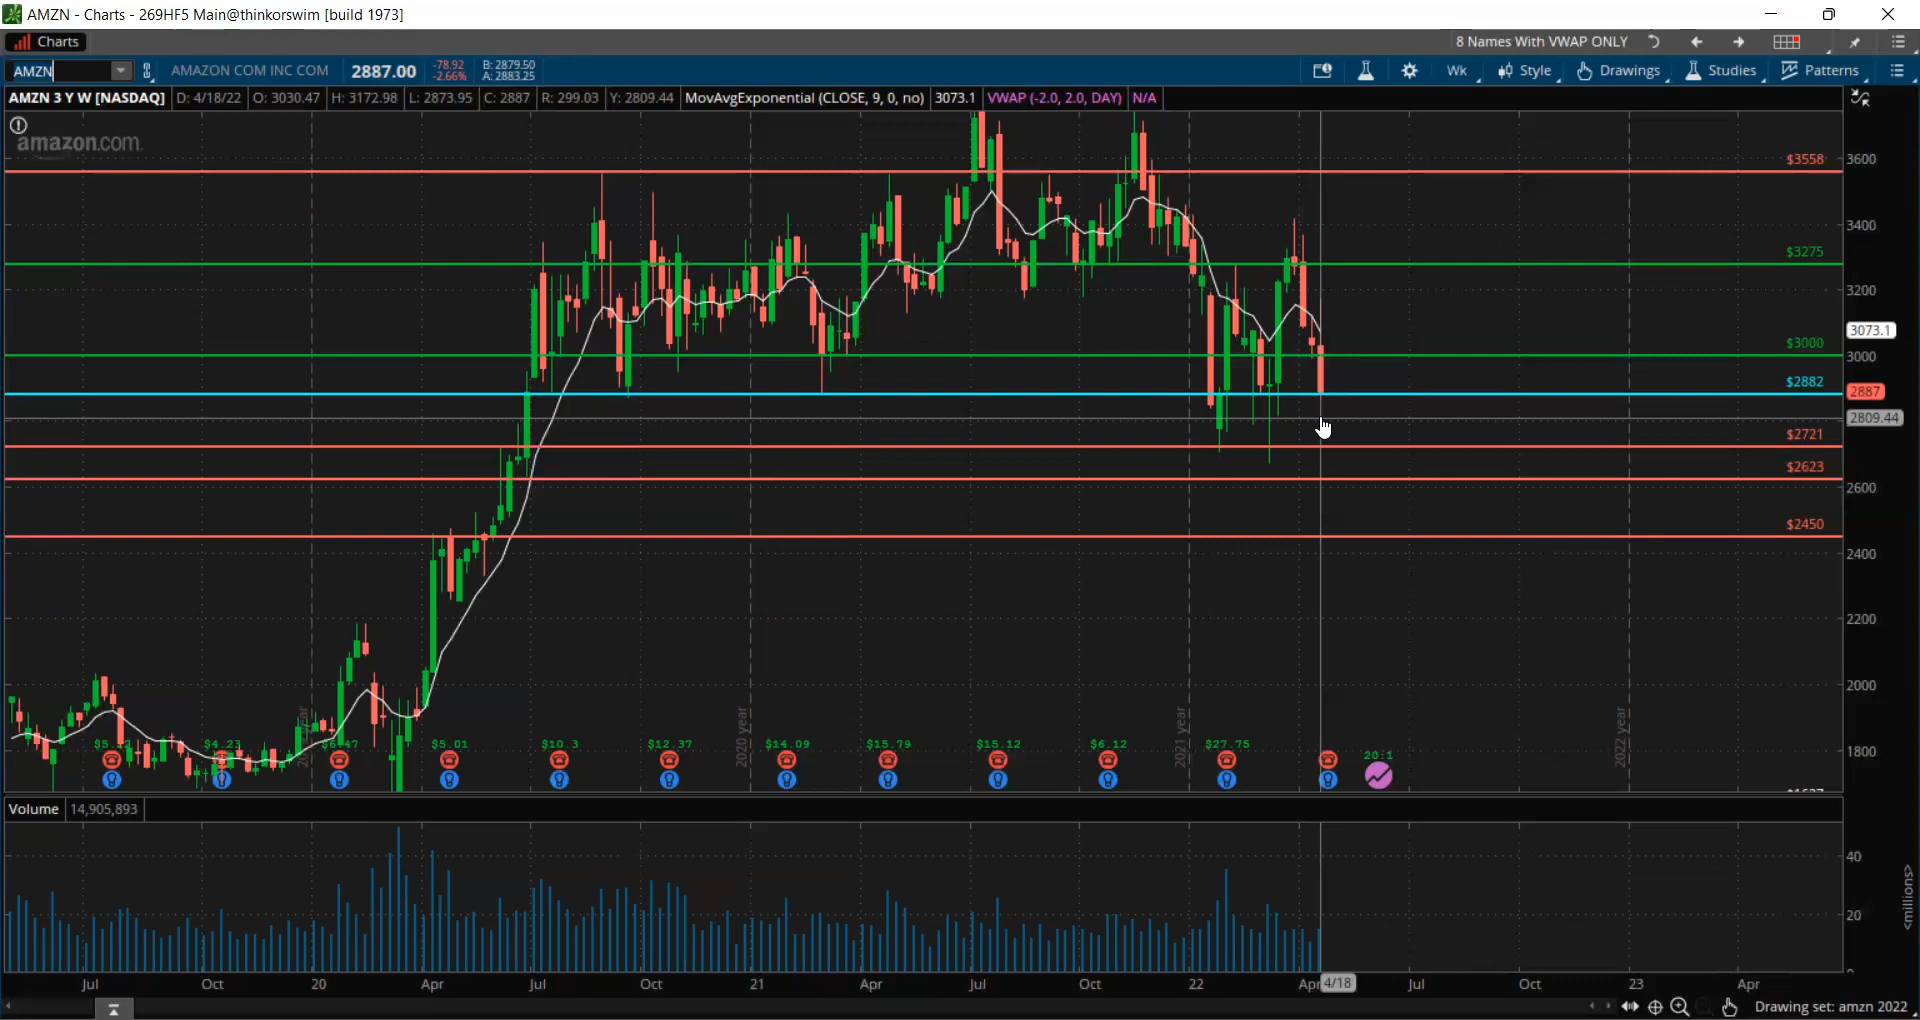 AMZN - Charts - 269HF5 Main@thinkorswim [build 1973]
Charts
8 Names With VWAP ONLY
AMZN AMAZON COM INC COM 2887.00 -78.92 -2.66% B: 2879.50 A: 2883.25
Wk Style Drawings Studies Patterns
AMZN 3 Y W [NASDAQ] D: 4/18/22 O: 3030.47 H: 3172.98 L: 2873.95 C: 2887 R: 299.03 Y: 2809.44 MovAvgExponential (CLOSE, 9, 0, no) 3073.1 VWAP (-2.0, 2.0, DAY) N/A
amazon.com
$3558 3600
3400
$3275
3200
3073.1
$3000 3000
$2882 2887
2809.44
$2721
$2623
2600
$2450
2400
2200
2000
2020 year 2021 year 2022 year
$4.23 $5.01 $10.3 $12.37 $14.09 $15.79 $15.12 $6.12 $27.75 20:1
1800
Volume 14,905,893
40
20
<millions>
Jul Oct 20 Apr Jul Oct 21 Apr Jul Oct 22 Apr 4/18 Jul Oct 23 Apr
Drawing set: amzn 2022